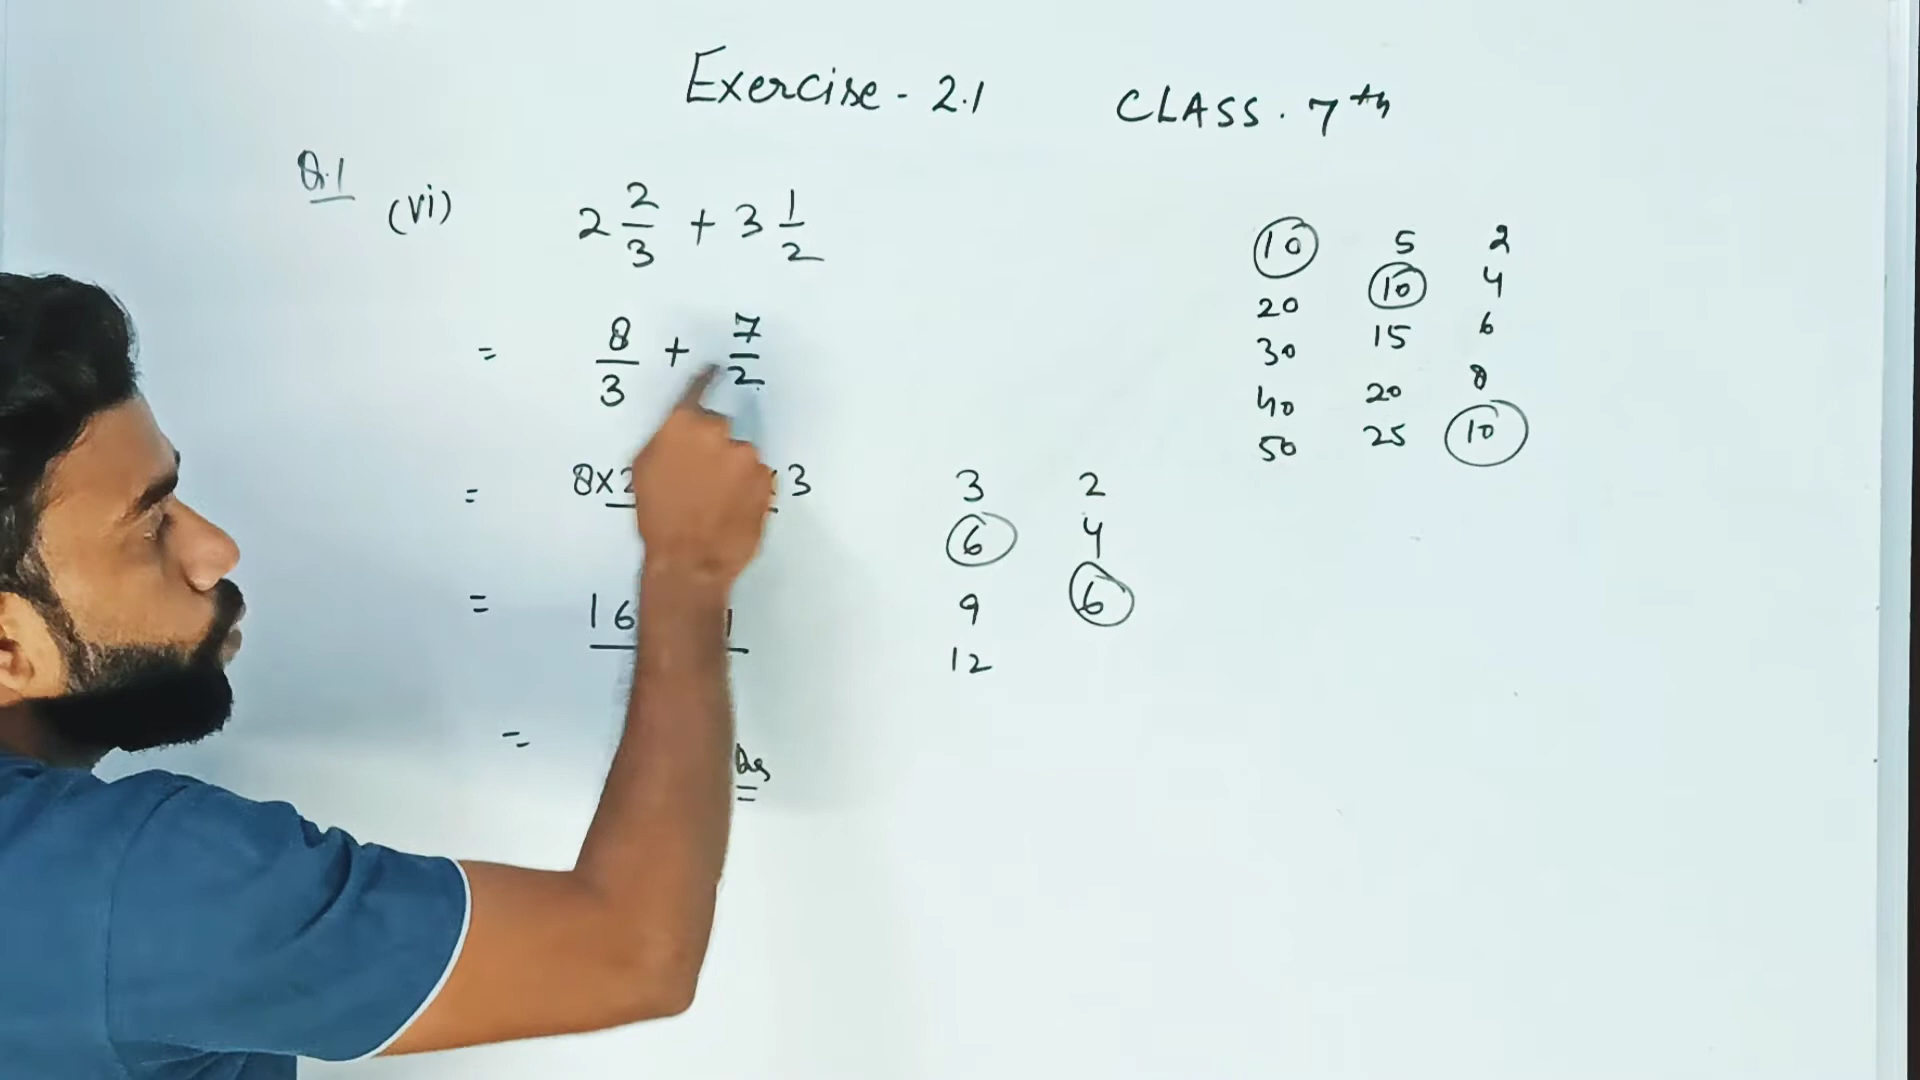 Exercise - 2.1
CLASS. 7th
Q.1
(vi) 2 2/3 + 3 1/2
= 8/3 + 7/2
= 8×2 3
= 16 1
=
3 2
6 4
9 6
12
10 5 2
20 10 4
30 15 6
40 20 8
50 25 10